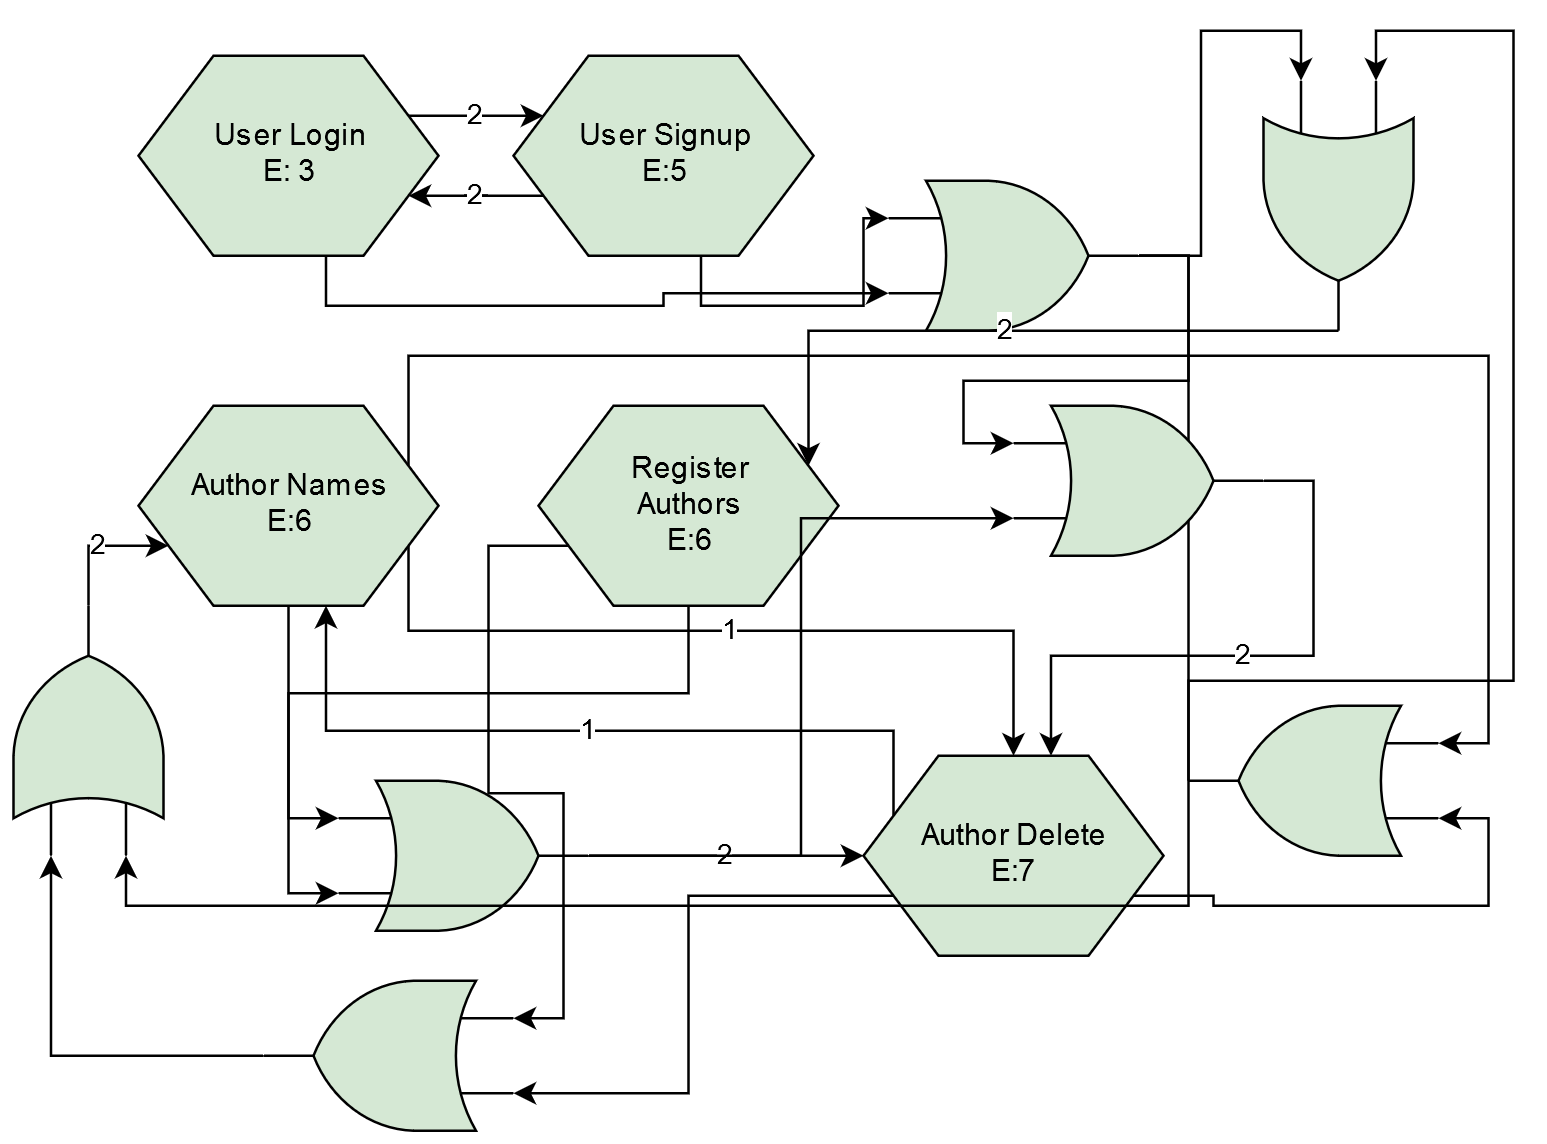 User Login
E: 3
2
2
User Signup
E:5
2
Author Names
E:6
Register
Authors
E:6
2
1
2
1
Author Delete
E:7
2